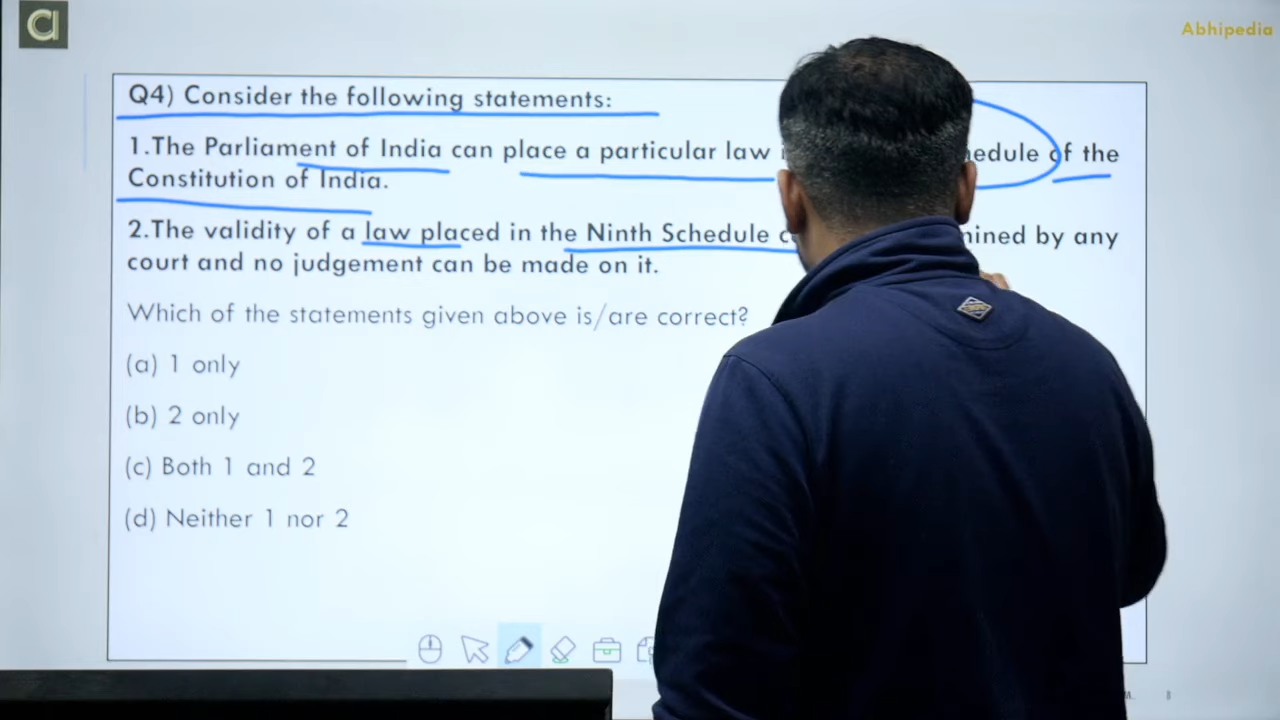 Abhipedia
Q4) Consider the following statements:
1.The Parliament of India can place a particular law of the
Constitution of India.
2.The validity of a law placed in the Ninth Schedule by any
court and no judgement can be made on it.
Which of the statements given above is/are correct?
(a) 1 only
(b) 2 only
(c) Both 1 and 2
(d) Neither 1 nor 2